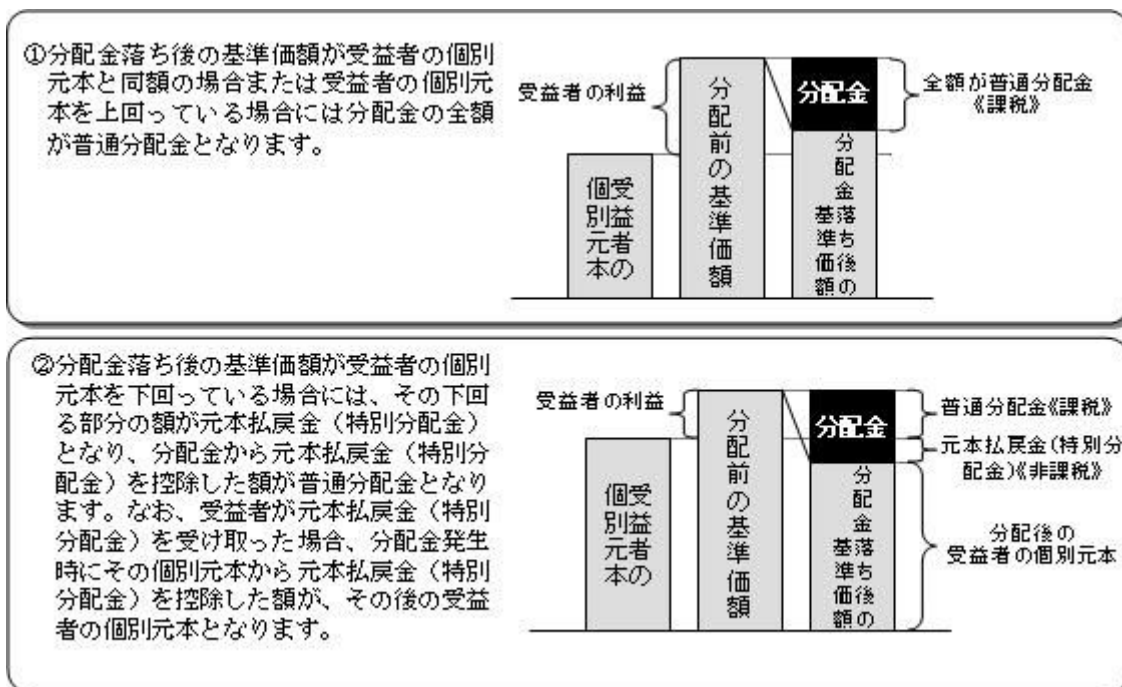 ①分配金落ち後の基準価額が受益者の個別
元本と同額の場合または受益者の個別元
本を上回っている場合には分配金の全額
が普通分配金となります。
受益者の利益
受益者の
個別元本
分配前の基準価額
分配金
分配金落ち後の
基準価額
全額が普通分配金
《課税》
②分配金落ち後の基準価額が受益者の個別
元本を下回っている場合には、その下回
る部分の額が元本払戻金（特別分配金）
となり、分配金から元本払戻金（特別分
配金）を控除した額が普通分配金となり
ます。なお、受益者が元本払戻金（特別
分配金）を受け取った場合、分配金発生
時にその個別元本から元本払戻金（特別
分配金）を控除した額が、その後の受益
者の個別元本となります。
受益者の利益
受益者の
個別元本
分配前の基準価額
分配金
分配金落ち後の
基準価額
普通分配金《課税》
元本払戻金(特別分
配金)《非課税》
分配後の
受益者の個別元本